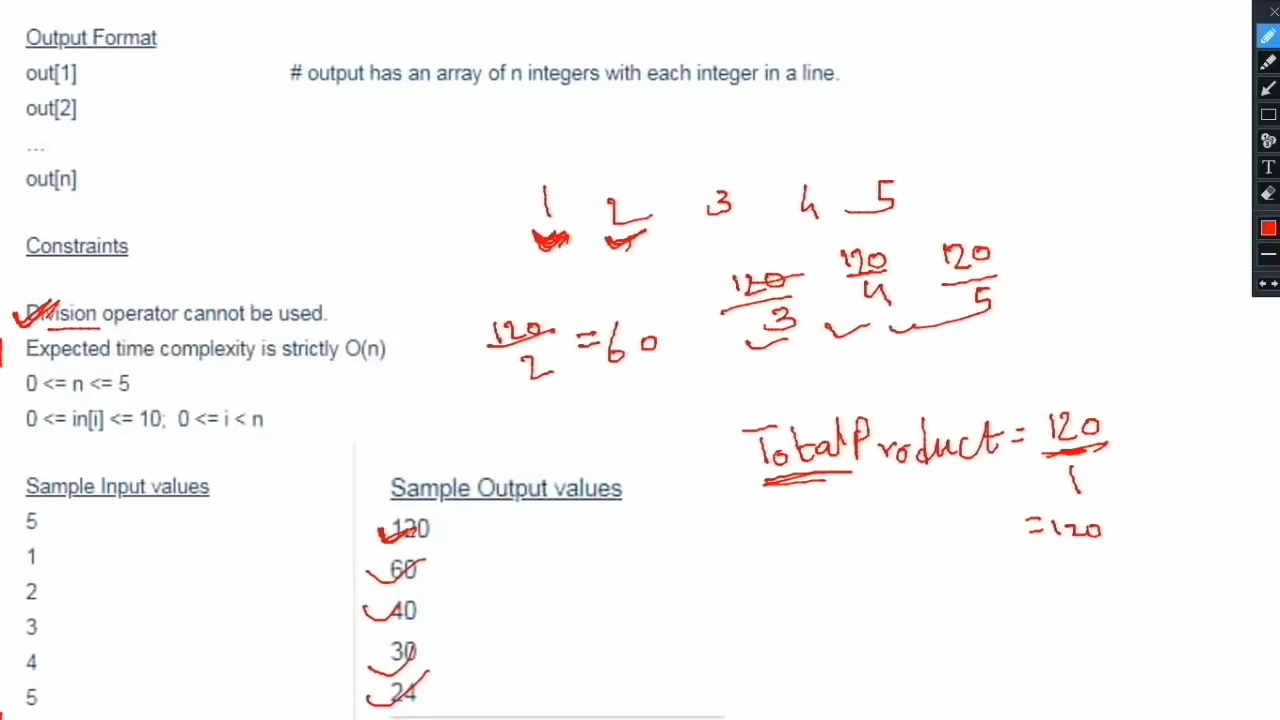 Output Format
out[1] # output has an array of n integers with each integer in a line.
out[2]
...
out[n]
1 2 3 4 5
Constraints
Division operator cannot be used.
Expected time complexity is strictly O(n)
0 <= n <= 5
0 <= in[i] <= 10; 0 <= i < n
120/2 = 60
120/3 120/4 120/5
Total Product = 120/1
= 120
Sample Input values
5
1
2
3
4
5
Sample Output values
120
60
40
30
24
T